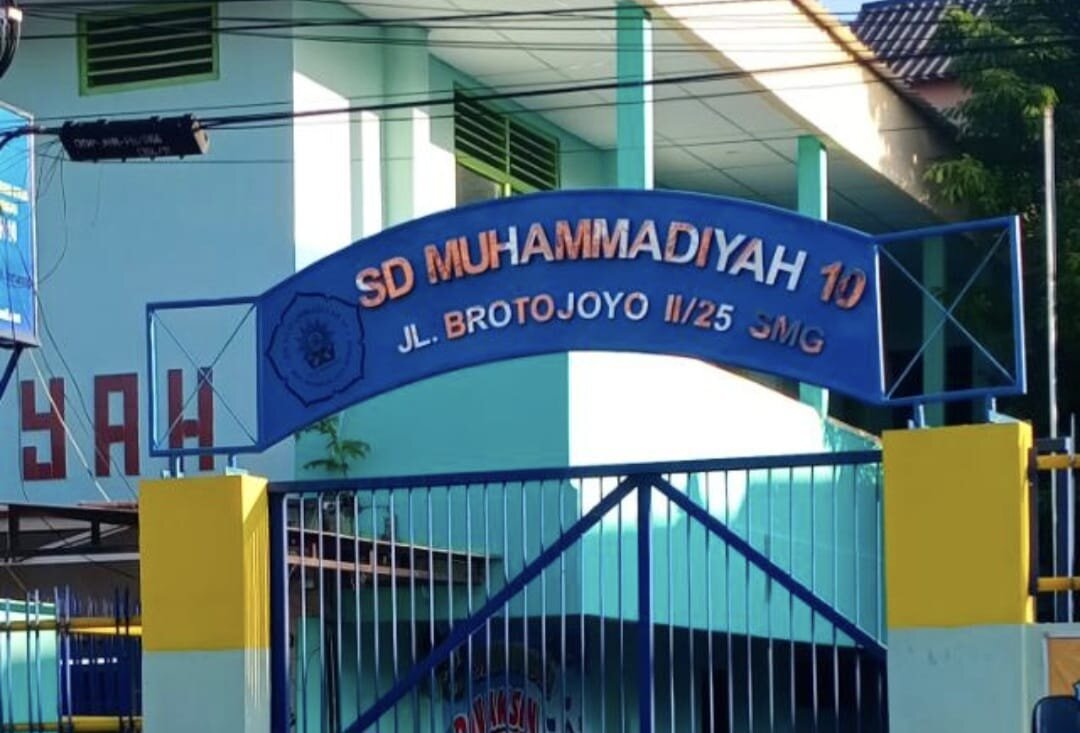 SD MUHAMMADIYAH 10
JL. BROTOJOYO II/25 SMG
YAH